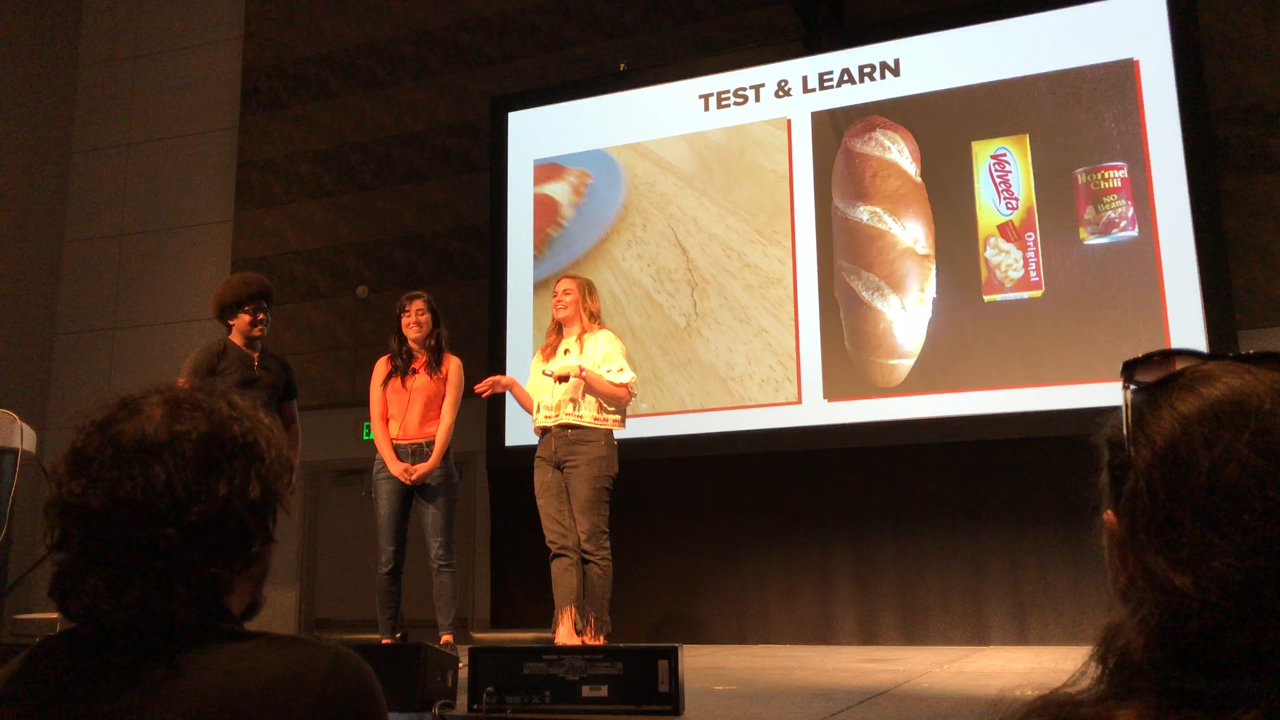 TEST & LEARN
Velveeta
Original
Hormel
Chili
NO
Beans
E